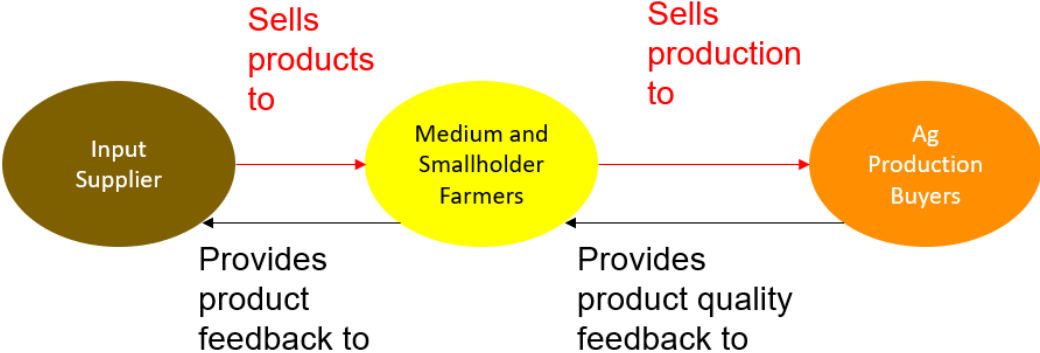 Sells
products
to
Sells
production
to
Input
Supplier
Medium and
Smallholder
Farmers
Ag
Production
Buyers
Provides
product
feedback to
Provides
product quality
feedback to